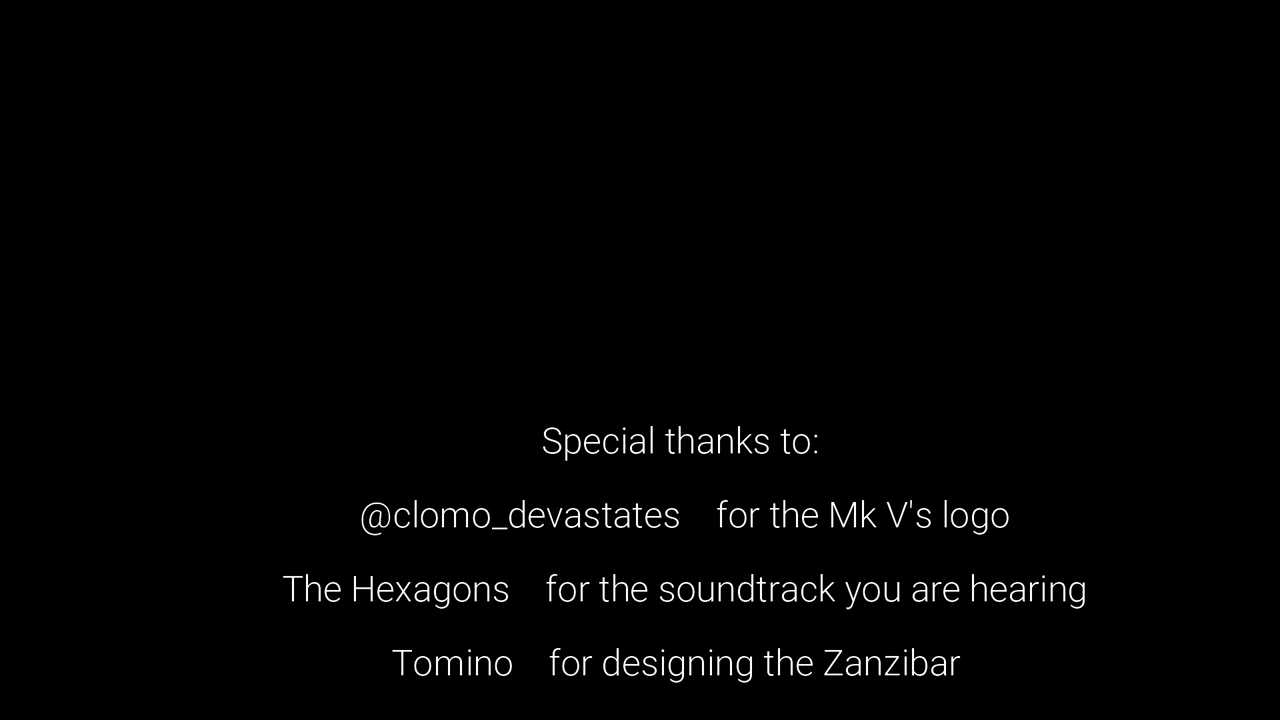 Special thanks to:
@clomo_devastates for the Mk V's logo
The Hexagons for the soundtrack you are hearing
Tomino for designing the Zanzibar